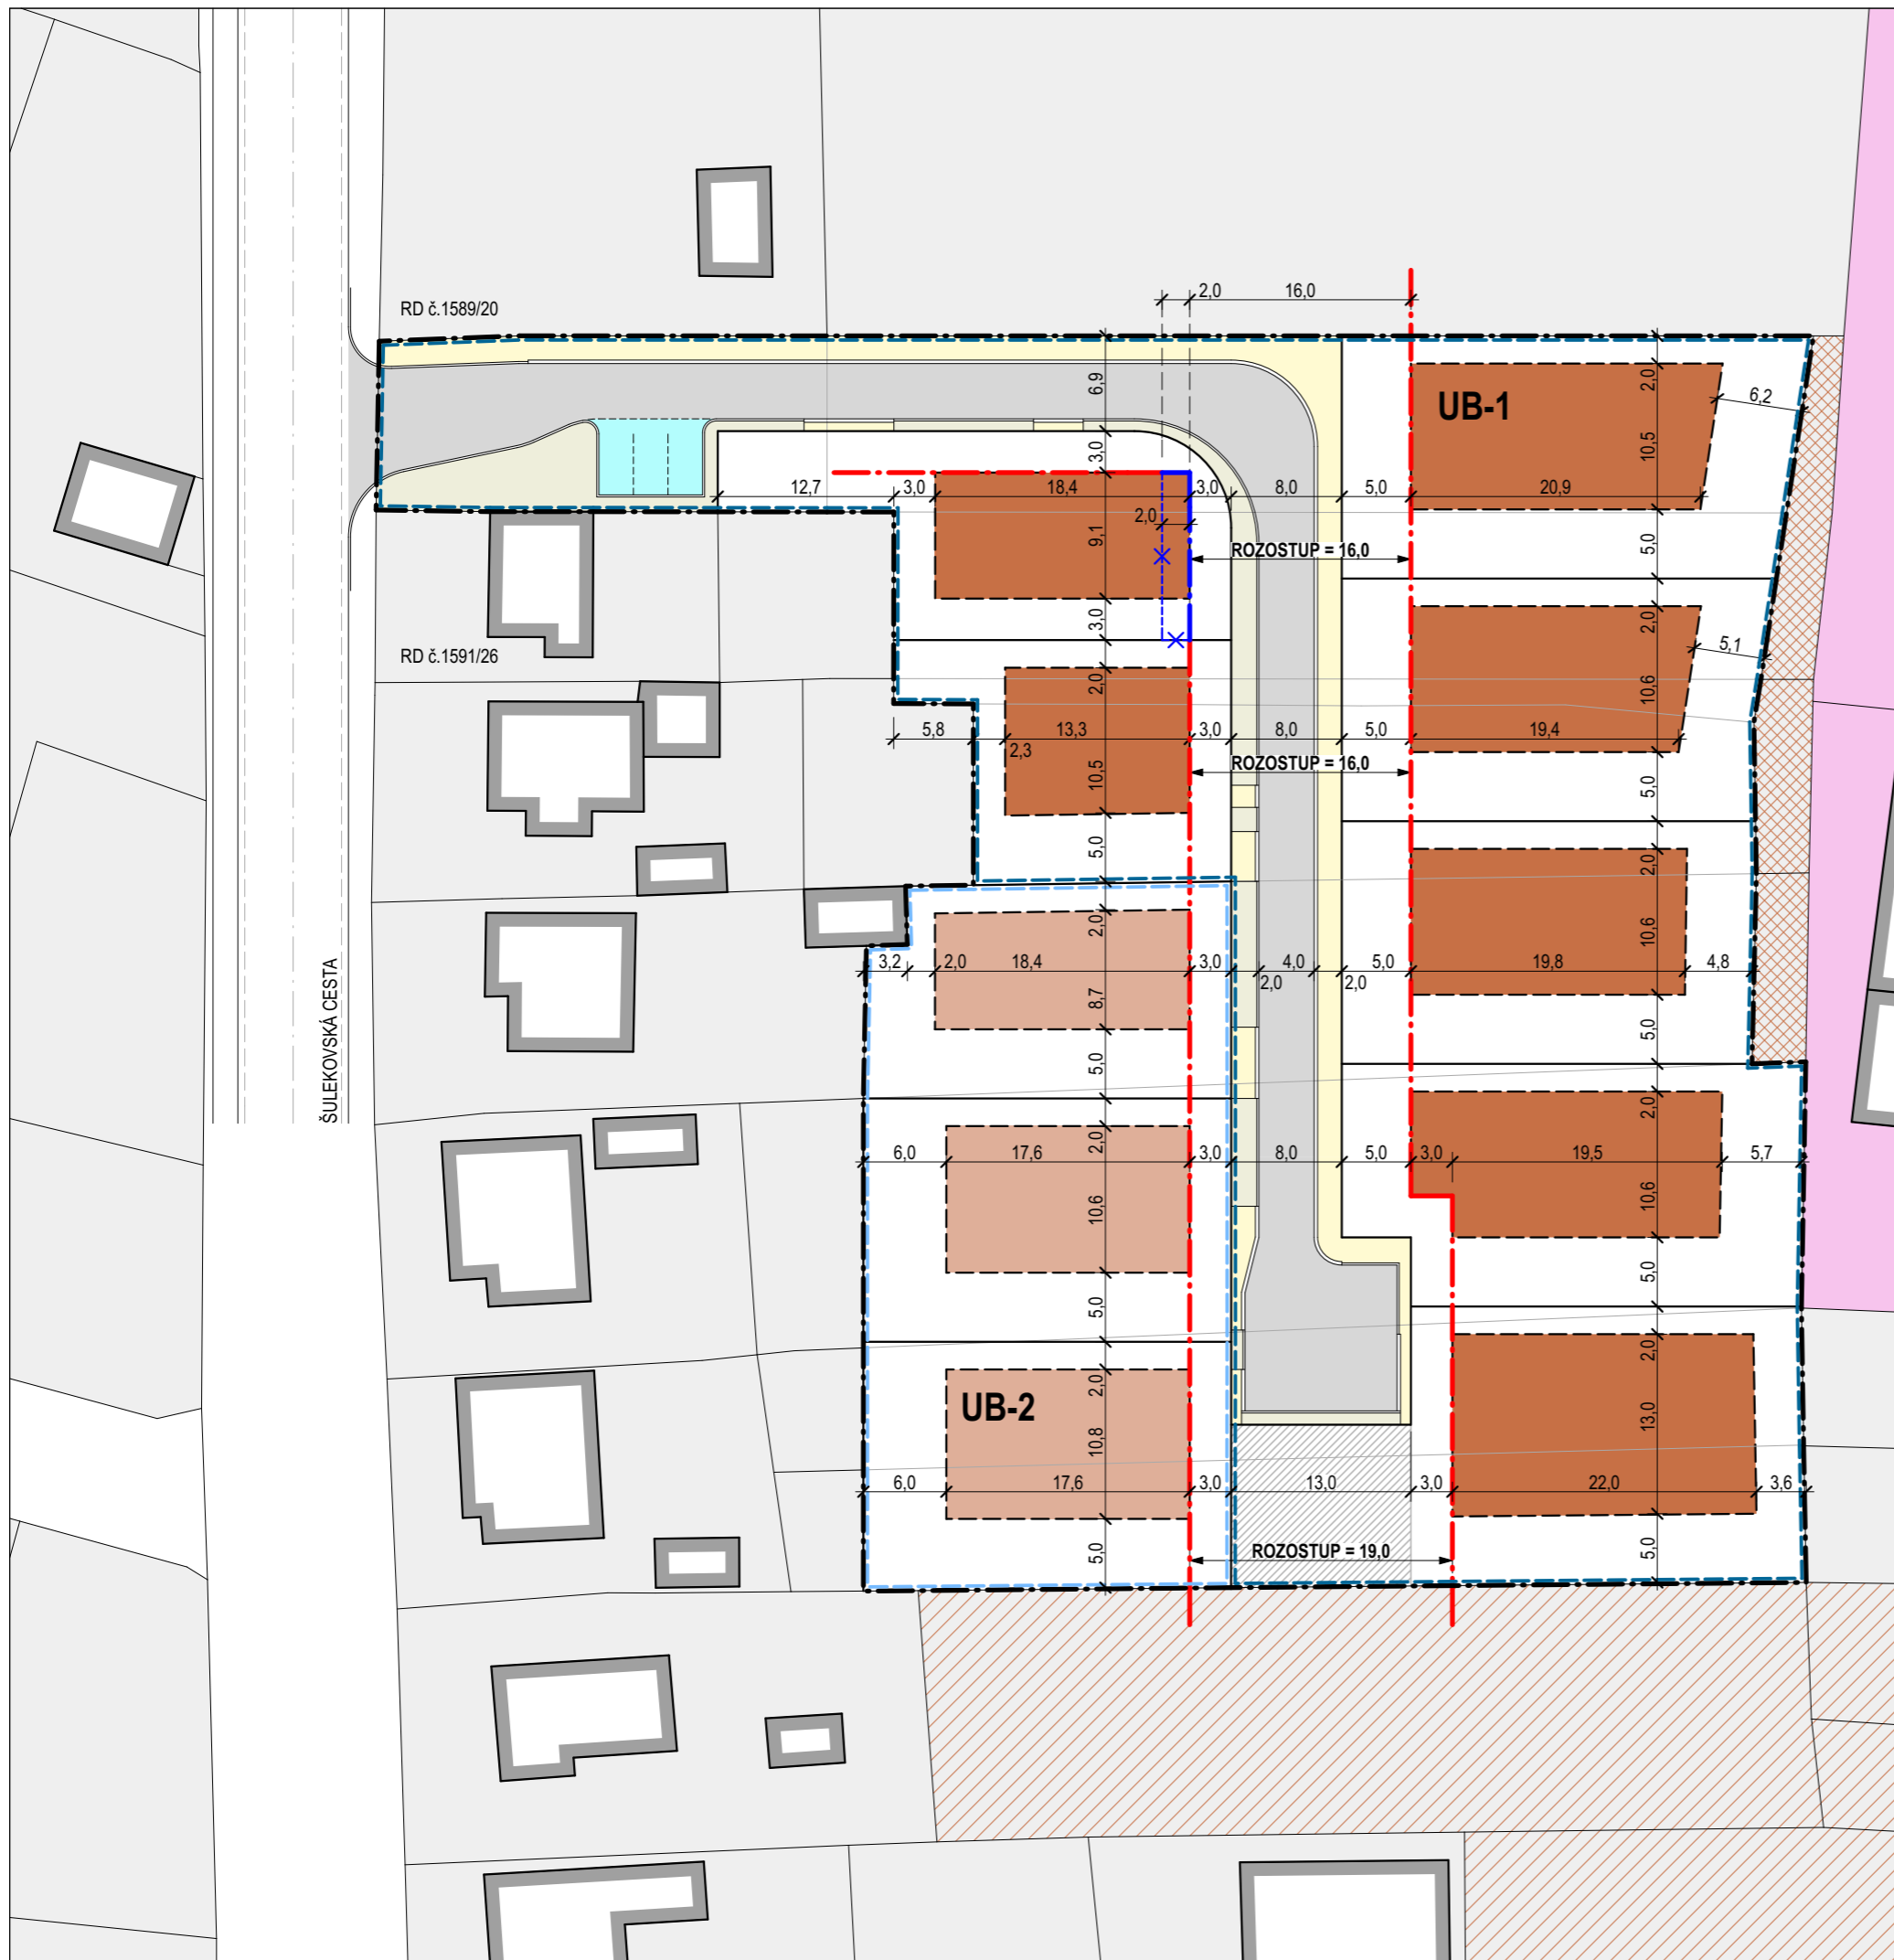 2,0 16,0
RD č.1589/20
6,9
2,0
6,2
UB-1
10,5
3,0
12,7 3,0 18,4 3,0 8,0 5,0 20,9
2,0
9,1
ROZOSTUP = 16,0
5,0
3,0
2,0
5,1
RD č.1591/26
2,0
10,6
5,8 13,3 3,0 8,0 5,0 19,4
2,3
ROZOSTUP = 16,0
10,5
5,0
5,0
2,0
2,0
10,6
3,2 2,0 18,4 3,0 4,0 5,0 19,8 4,8
2,0 2,0
8,7
ŠULEKOVSKÁ CESTA
5,0
5,0
2,0
2,0
6,0 17,6 3,0 8,0 5,0 3,0 19,5 5,7
10,6
10,6
5,0
5,0
2,0
2,0
UB-2
13,0
10,8
6,0 17,6 3,0 13,0 3,0 22,0 3,6
ROZOSTUP = 19,0
5,0
5,0